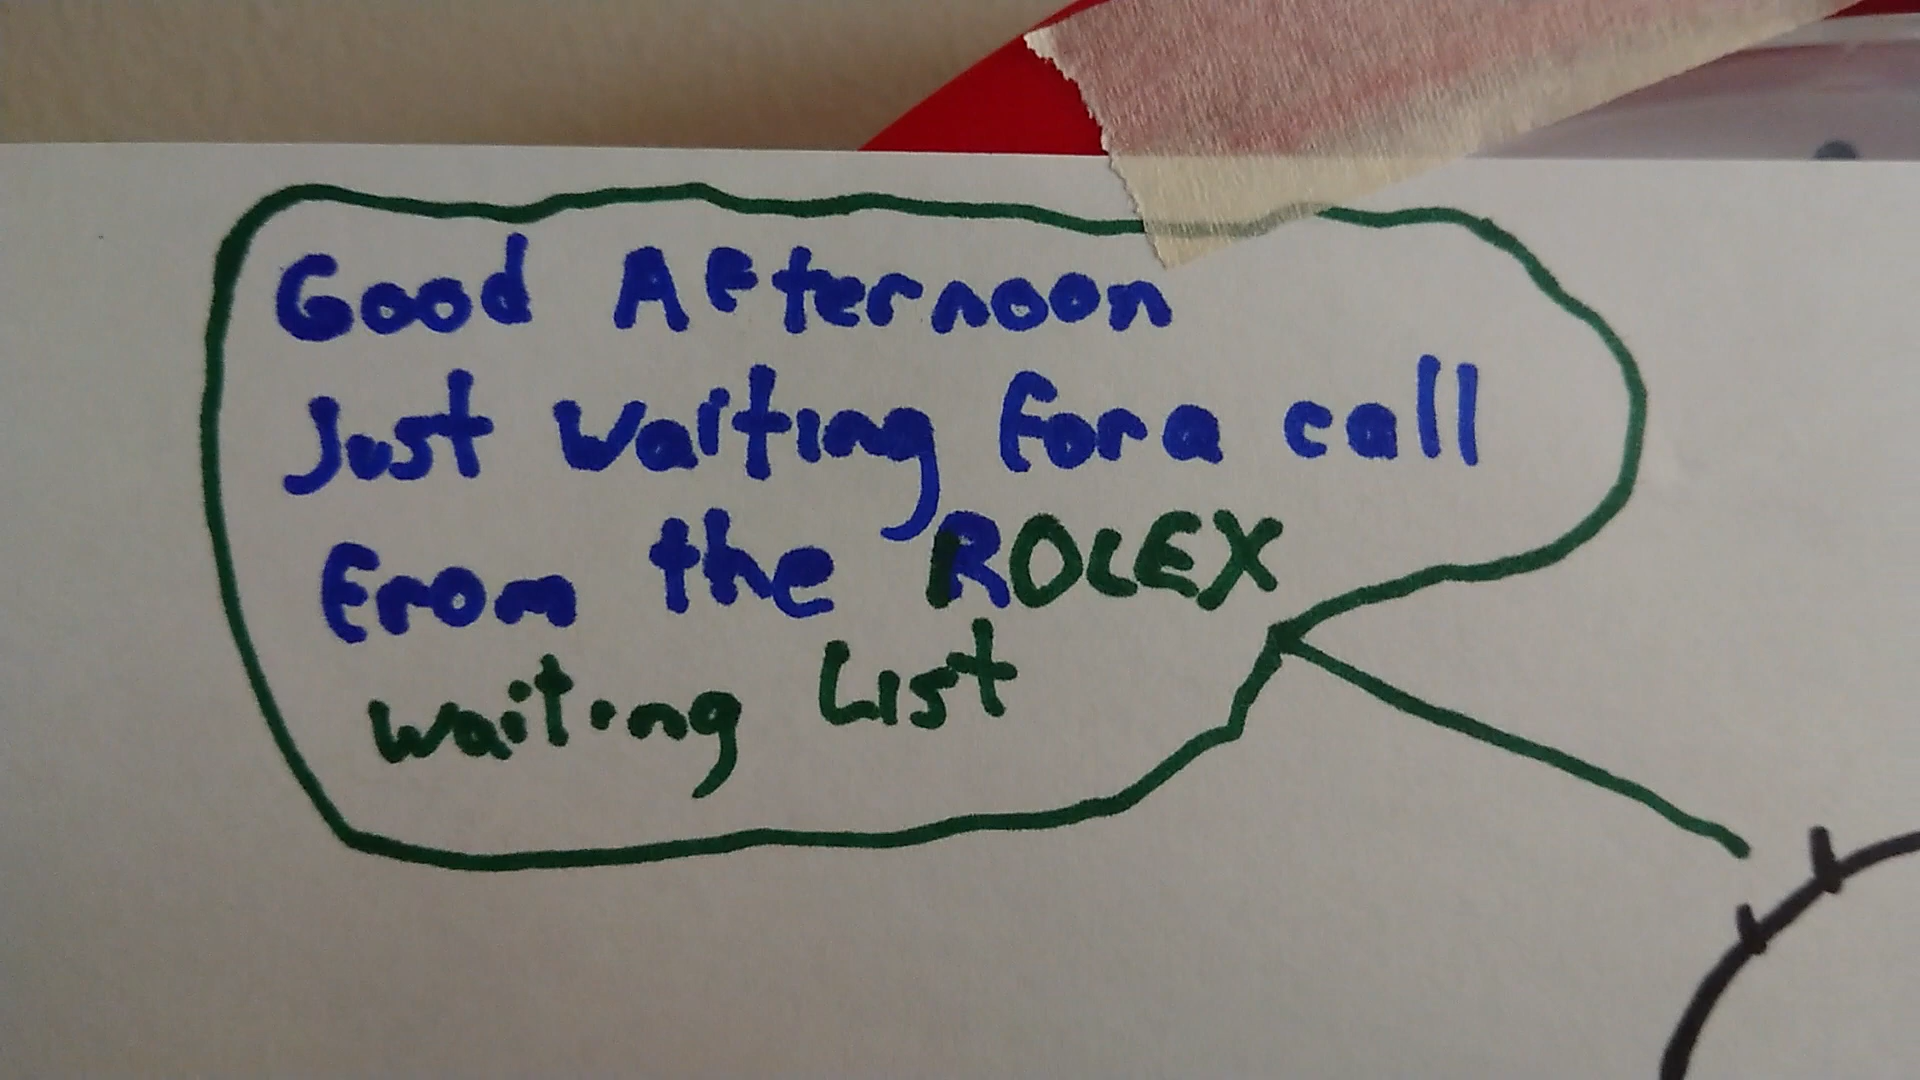 Good Afternoon
Just waiting for a call
from the ROLEX
waiting List